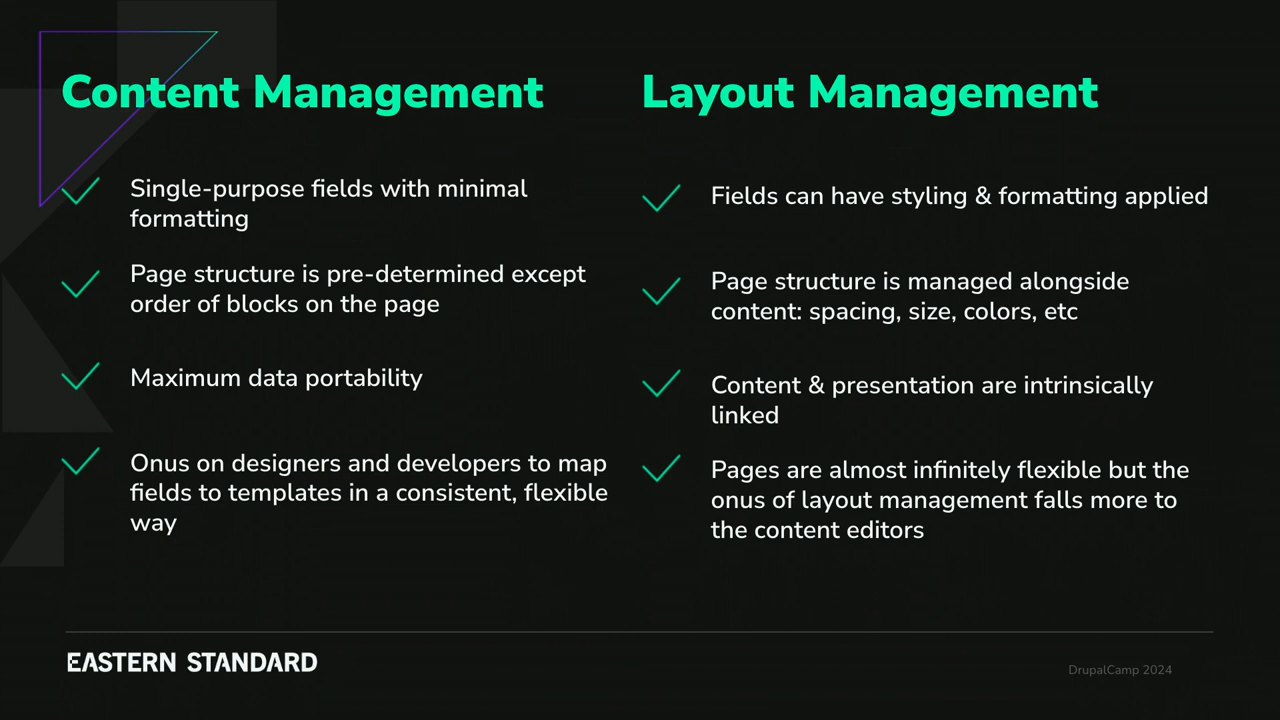 Content Management
Single-purpose fields with minimal
formatting
Page structure is pre-determined except
order of blocks on the page
Maximum data portability
Onus on designers and developers to map
fields to templates in a consistent, flexible
way
Layout Management
Fields can have styling & formatting applied
Page structure is managed alongside
content: spacing, size, colors, etc
Content & presentation are intrinsically
linked
Pages are almost infinitely flexible but the
onus of layout management falls more to
the content editors
EASTERN STANDARD
DrupalCamp 2024